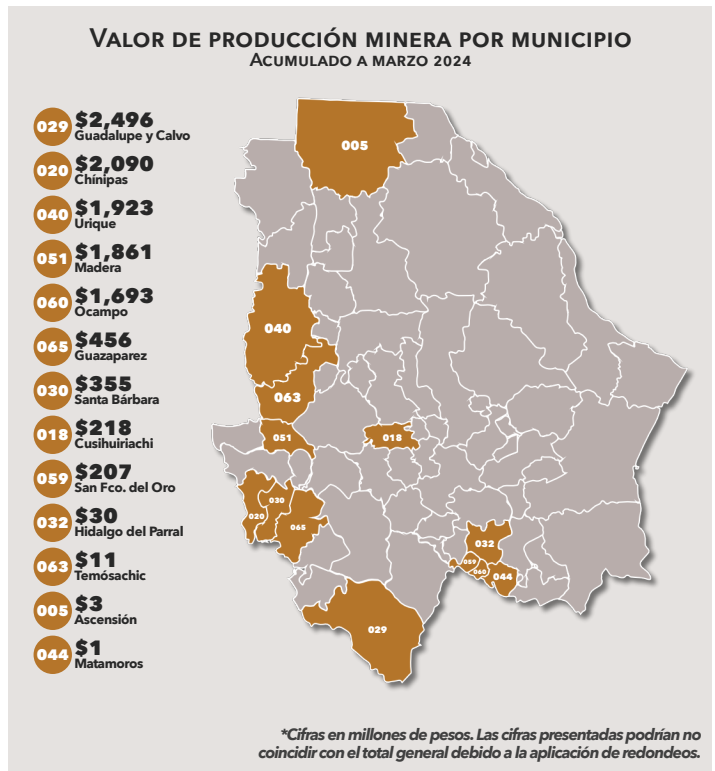 VALOR DE PRODUCCIÓN MINERA POR MUNICIPIO
ACUMULADO A MARZO 2024
029 $2,496
Guadalupe y Calvo
020 $2,090
Chínipas
040 $1,923
Urique
051 $1,861
Madera
060 $1,693
Ocampo
065 $456
Guazaparez
030 $355
Santa Bárbara
018 $218
Cusihuiriachi
059 $207
San Fco. del Oro
032 $30
Hidalgo del Parral
063 $11
Temósachic
005 $3
Ascensión
044 $1
Matamoros
005
040
063
051
018
030
020
065
032
059
060
044
029
*Cifras en millones de pesos. Las cifras presentadas podrían no
coincidir con el total general debido a la aplicación de redondeos.